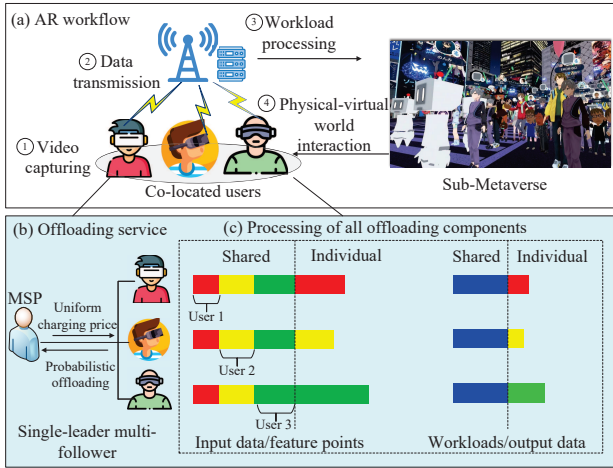 (a) AR workflow
③ Workload
processing
② Data
transmission
④ Physical-virtual
world
interaction
① Video
capturing
Co-located users
Sub-Metaverse
(b) Offloading service
(c) Processing of all offloading components
Shared
Individual
Shared
Individual
MSP
Uniform
charging price
Probabilistic
offloading
User 1
User 2
User 3
Single-leader multi-
follower
Input data/feature points
Workloads/output data